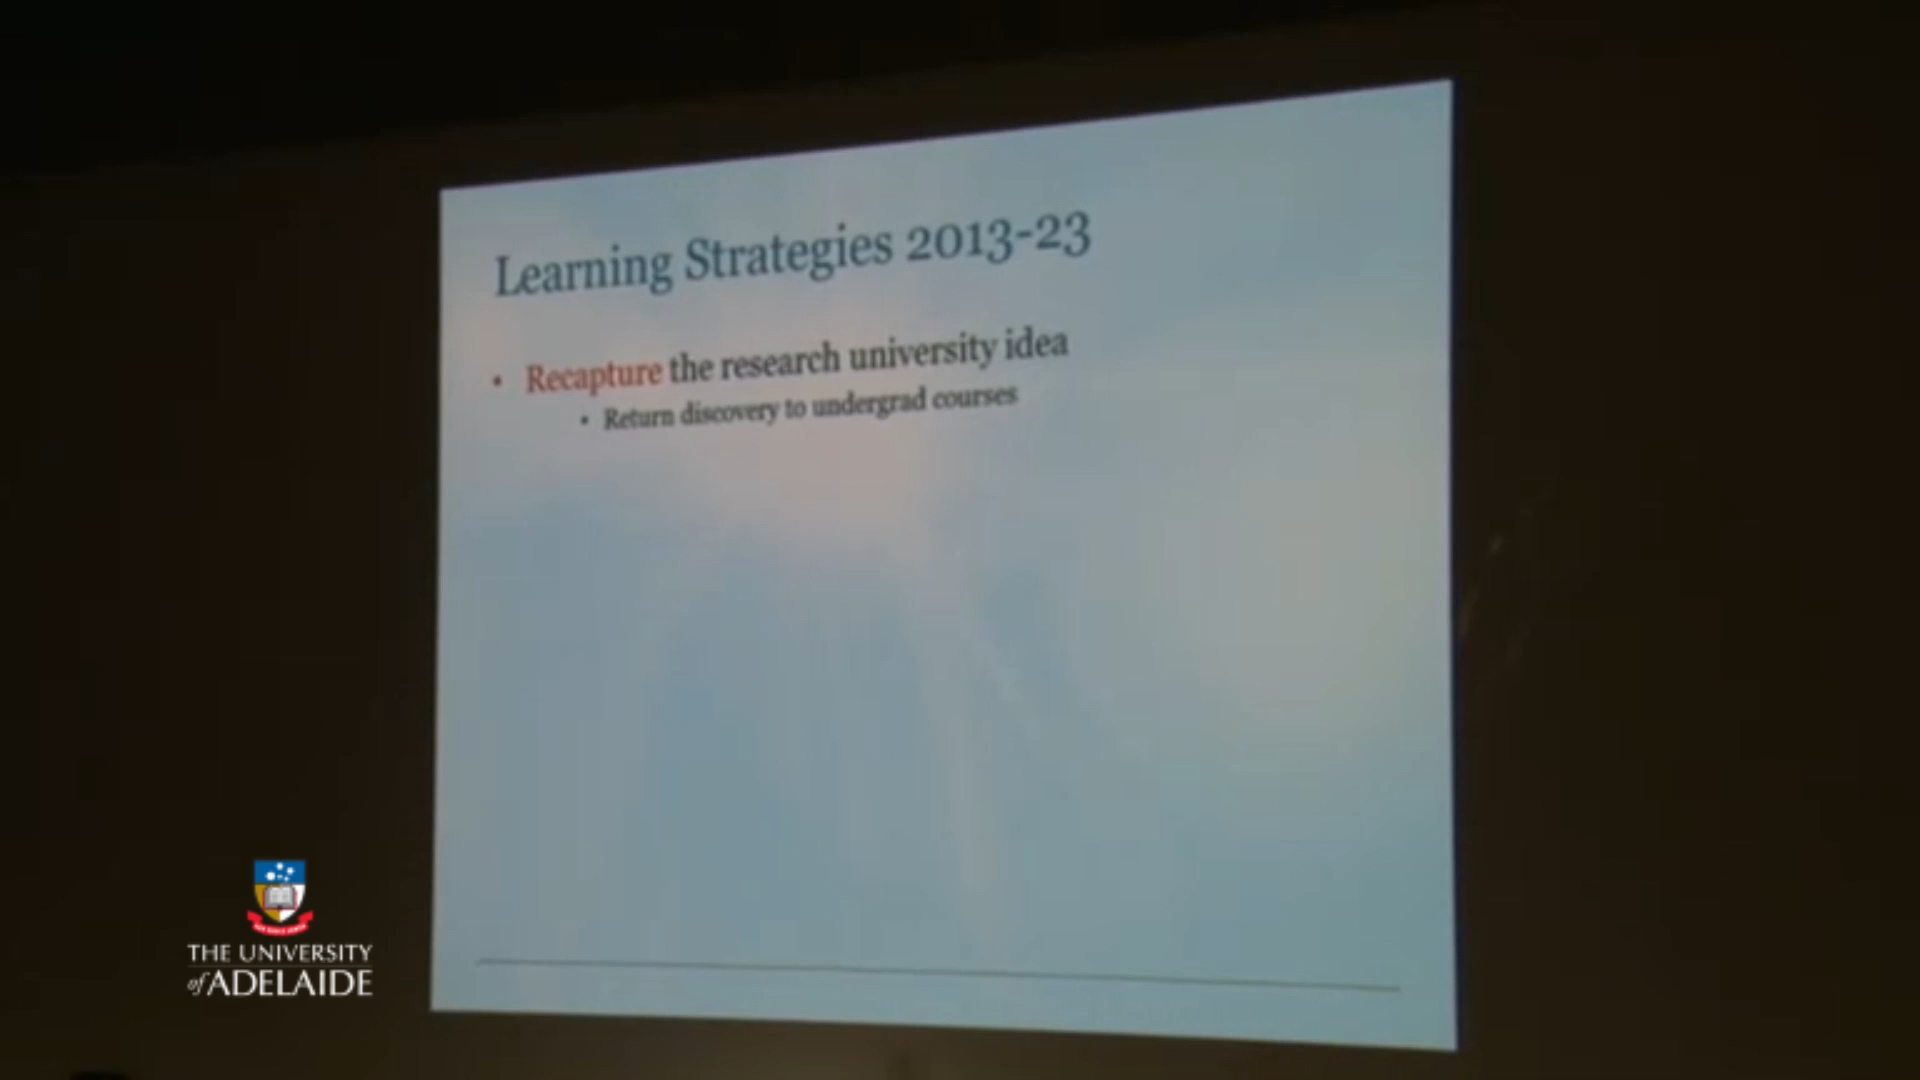 Learning Strategies 2013-23
• Recapture the research university idea
• Return discovery to undergrad courses
THE UNIVERSITY
of ADELAIDE